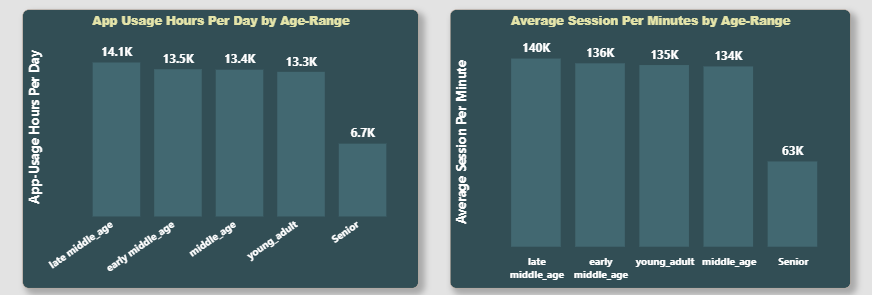 App Usage Hours Per Day by Age-Range
App-Usage Hours Per Day
14.1K
13.5K
13.4K
13.3K
6.7K
late middle_age
early middle_age
middle_age
young_adult
Senior
Average Session Per Minutes by Age-Range
Average Session Per Minute
140K
136K
135K
134K
63K
late
middle_age
early
middle_age
young_adult
middle_age
Senior